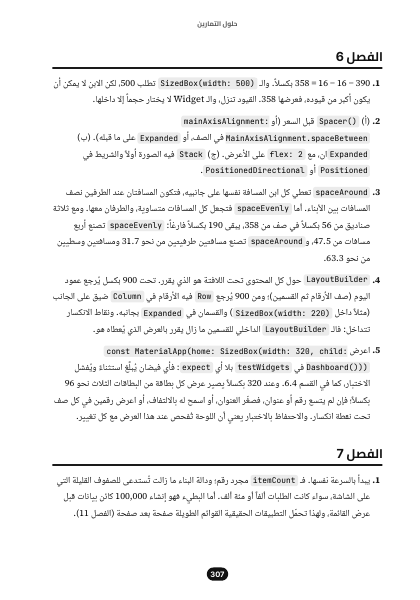 حلول التمارين
الفصل 6
1. 390 − 16 − 16 = 358 بكسلاً. والـ SizedBox(width: 500) تطلب 500، لكن الابن لا يمكن أن
يكون أكبر من قيوده، فعرضها 358. القيود تنزل، والـ Widget لا يختار حجماً إلا داخلها.
2. (أ) Spacer() قبل السعر (أو mainAxisAlignment:
MainAxisAlignment.spaceBetween في الصف، أو Expanded على ما قبله). (ب)
Expanded ان، مع flex: 2 على الأعرض. (ج) Stack فيه الصورة أولاً والشريط في
Positioned أو PositionedDirectional .
3. spaceAround تعطي كل ابن المسافة نفسها على جانبيه، فتكون المسافتان عند الطرفين نصف
المسافات بين الأبناء. أما spaceEvenly فتجعل كل المسافات متساوية، والطرفان معها. ومع ثلاثة
صناديق من 56 بكسلاً في صف من 358، يبقى 190 بكسلاً فارغاً: spaceEvenly تصنع أربع
مسافات من 47.5، و spaceAround تصنع مسافتين طرفيتين من نحو 31.7 ومسافتين وسطيين
من نحو 63.3.
4. LayoutBuilder حول كل المحتوى تحت اللافتة هو الذي يقرر. تحت 900 بكسل يُرجع عمود
اليوم (صف الأرقام ثم القسمين)؛ ومن 900 يُرجع Row فيه الأرقام في Column ضيق على الجانب
(مثلاً داخل SizedBox(width: 220) ) والقسمان في Expanded بجانبه. ونقاط الانكسار
تتداخل: فالـ LayoutBuilder الداخلي للقسمين ما زال يقرر بالعرض الذي يُعطاه هو.
5. اعرض const MaterialApp(home: SizedBox(width: 320, child:
Dashboard())) في testWidgets بلا أي expect : فأي فيضان يُبلَّغ استثناءً ويُفشل
الاختبار، كما في القسم 6.4. وعند 320 بكسلاً يصير عرض كل بطاقة من البطاقات الثلاث نحو 96
بكسلاً؛ فإن لم يتسع رقم أو عنوان، فصغّر العنوان، أو اسمح له بالالتفاف، أو اعرض رقمين في كل صف
تحت نقطة انكسار. والاحتفاظ بالاختبار يعني أن اللوحة تُفحص عند هذا العرض مع كل تغيير.
الفصل 7
1. يبدأ بالسرعة نفسها. فـ itemCount مجرد رقم؛ ودالة البناء ما زالت تُستدعى للصفوف القليلة التي
على الشاشة، سواء كانت الطلبات ألفاً أو مئة ألف. أما البطيء فهو إنشاء 100,000 كائن بيانات قبل
عرض القائمة، ولهذا تحمّل التطبيقات الحقيقية القوائم الطويلة صفحة بعد صفحة (الفصل 11).
307